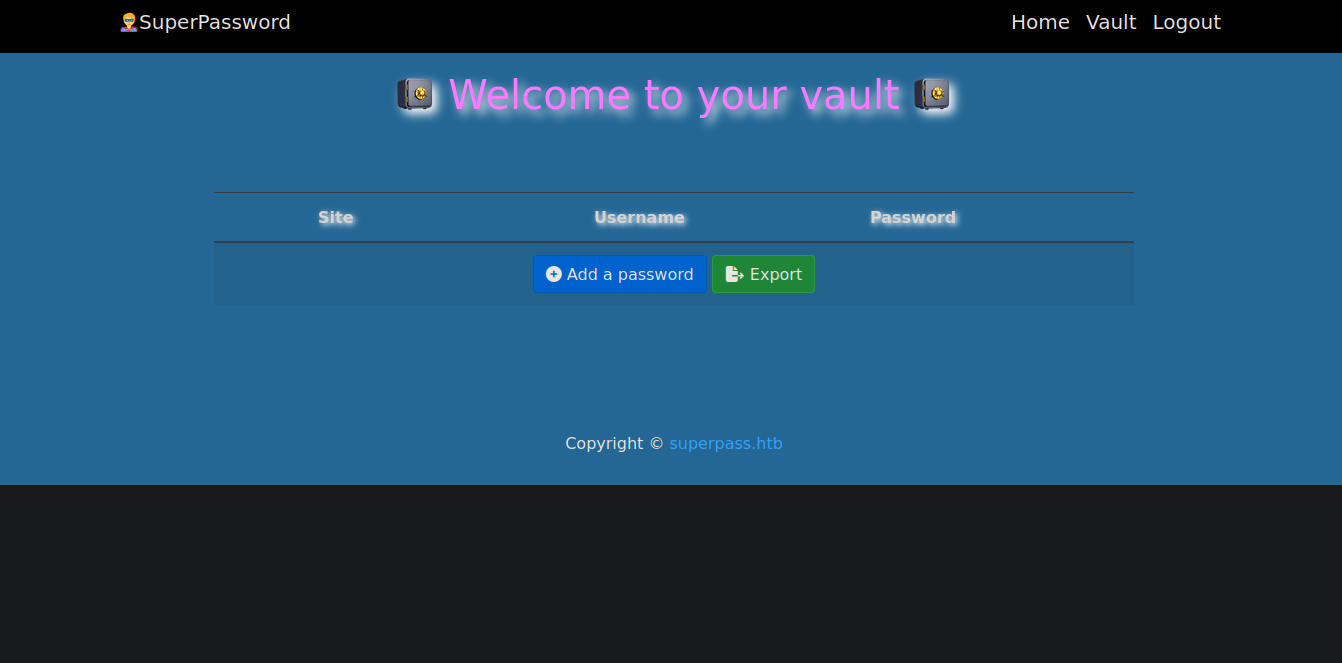 SuperPassword Home Vault Logout
Welcome to your vault
Site Username Password
Add a password Export
Copyright © superpass.htb